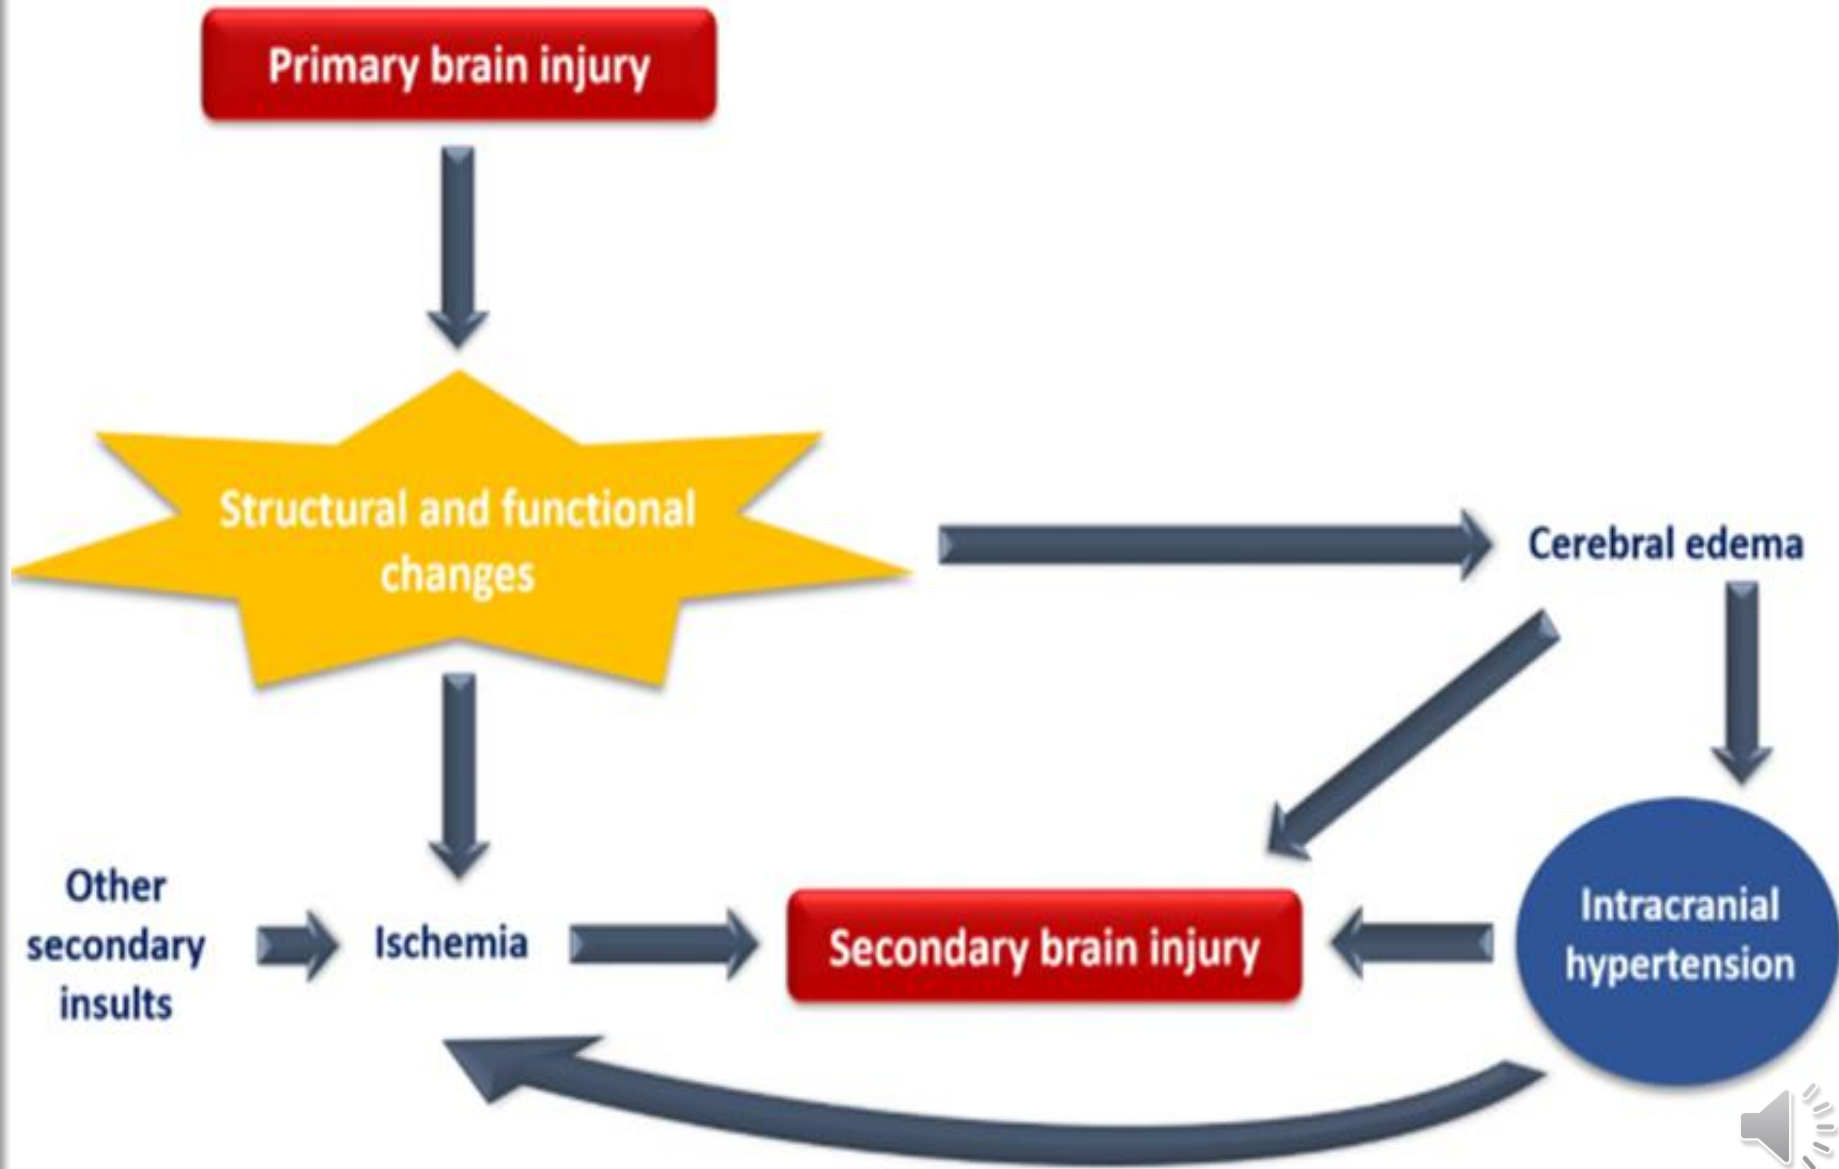 Primary brain injury
Structural and functional
changes
Cerebral edema
Other
secondary
insults
Ischemia
Secondary brain injury
Intracranial
hypertension